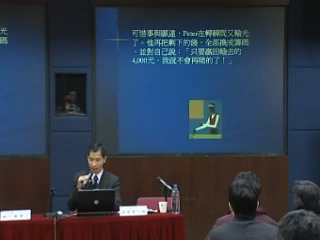 可惜事與願違，Peter在轉瞬間又輸光
了。他再把剩下的錢，全部換成籌碼
，並對自己說：「只要贏回輸去的
4,000元，我就不會再賭的了！」